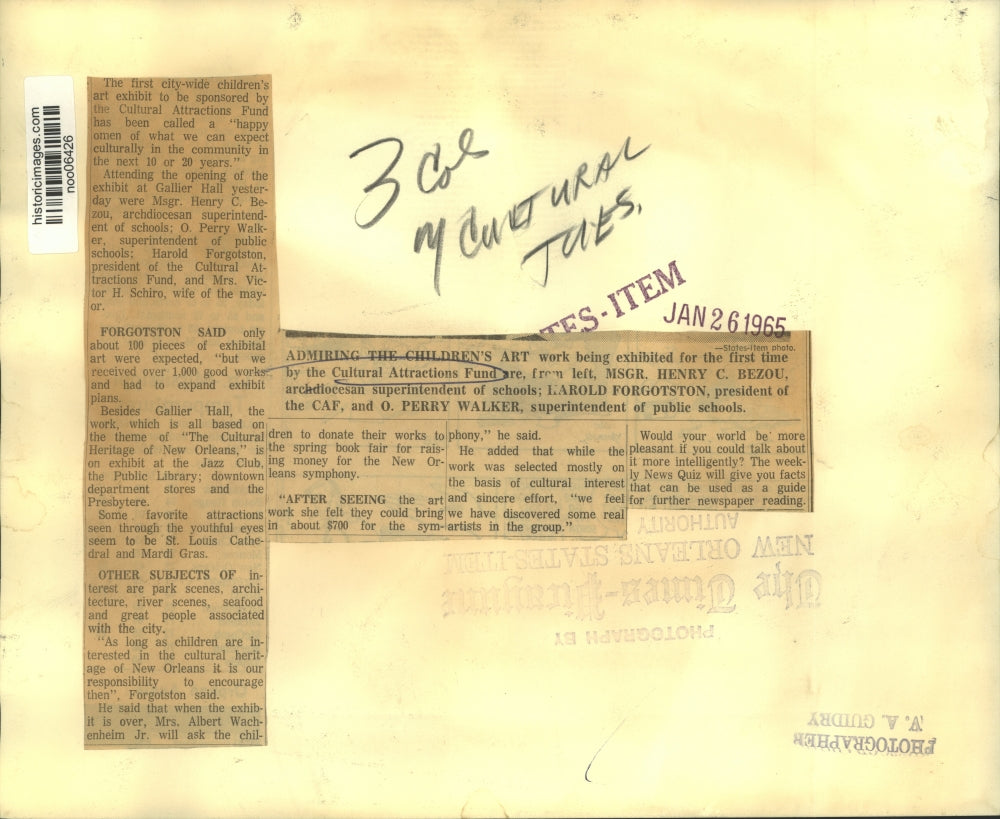 historicimages.com
noo06426
The first city-wide children's
art exhibit to be sponsored by
the Cultural Attractions Fund
has been called a "happy
omen of what we can expect
culturally in the community in
the next 10 or 20 years."
Attending the opening of the
exhibit at Gallier Hall yester-
day were Msgr. Henry C. Be-
zou, archdiocesan superintend-
ent of schools; O. Perry Walk-
er, superintendent of public
schools; Harold Forgotston,
president of the Cultural At-
tractions Fund, and Mrs. Vic-
tor H. Schiro, wife of the may-
or.
FORGOTSTON SAID only
about 100 pieces of exhibital
art were expected, "but we
received over 1,000 good works
and had to expand exhibit
plans.
Besides Gallier Hall, the
work, which is all based on
the theme of "The Cultural
Heritage of New Orleans," is
on exhibit at the Jazz Club,
the Public Library; downtown
department stores and the
Presbytere.
Some favorite attractions
seen through the youthful eyes
seem to be St. Louis Cathe-
dral and Mardi Gras.
OTHER SUBJECTS OF in-
terest are park scenes, archi-
tecture, river scenes, seafood
and great people associated
with the city.
"As long as children are in-
terested in the cultural herit-
age of New Orleans it is our
responsibility to encourage
then", Forgotston said.
He said that when the exhib-
it is over, Mrs. Albert Wach-
enheim Jr. will ask the chil-
3 Col
M CULTURAL
TUES.
TES-ITEM
JAN 26 1965
—States-Item photo.
ADMIRING THE CHILDREN'S ART work being exhibited for the first time
by the Cultural Attractions Fund are, from left, MSGR. HENRY C. BEZOU,
archdiocesan superintendent of schools; HAROLD FORGOTSTON, president of
the CAF, and O. PERRY WALKER, superintendent of public schools.
dren to donate their works to
the spring book fair for rais-
ing money for the New Or-
leans symphony.
"AFTER SEEING the art
work she felt they could bring
in about $700 for the sym-
phony," he said.
He added that while the
work was selected mostly on
the basis of cultural interest
and sincere effort, "we feel
we have discovered some real
artists in the group."
Would your world be more
pleasant if you could talk about
it more intelligently? The week-
ly News Quiz will give you facts
that can be used as a guide
for further newspaper reading.
PHOTOGRAPH BY
The Times-Picayune
NEW ORLEANS STATES-ITEM
AUTHORITY
PHOTOGRAPHER
V. A. GUIDRY